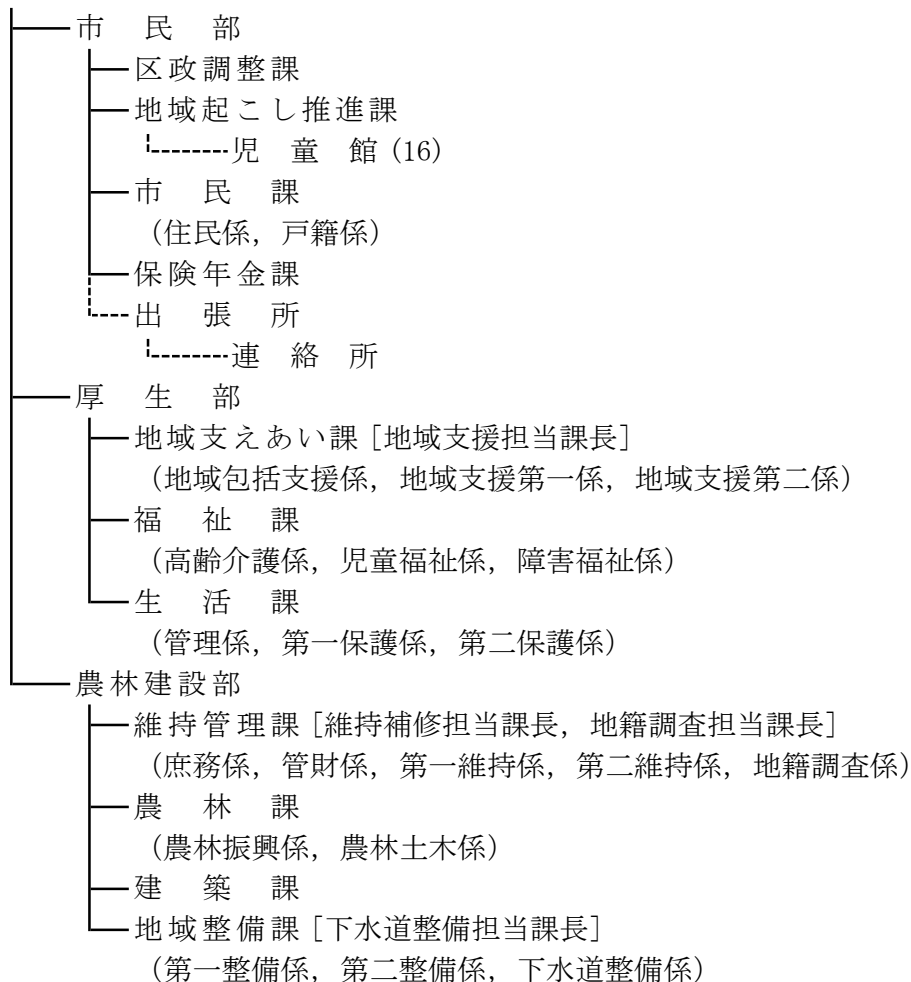 市民部
区政調整課
地域起こし推進課
児童館(16)
市民課
（住民係，戸籍係）
保険年金課
出張所
連絡所
厚生部
地域支えあい課［地域支援担当課長］
（地域包括支援係，地域支援第一係，地域支援第二係）
福祉課
（高齢介護係，児童福祉係，障害福祉係）
生活課
（管理係，第一保護係，第二保護係）
農林建設部
維持管理課［維持補修担当課長，地籍調査担当課長］
（庶務係，管財係，第一維持係，第二維持係，地籍調査係）
農林課
（農林振興係，農林土木係）
建築課
地域整備課［下水道整備担当課長］
（第一整備係，第二整備係，下水道整備係）